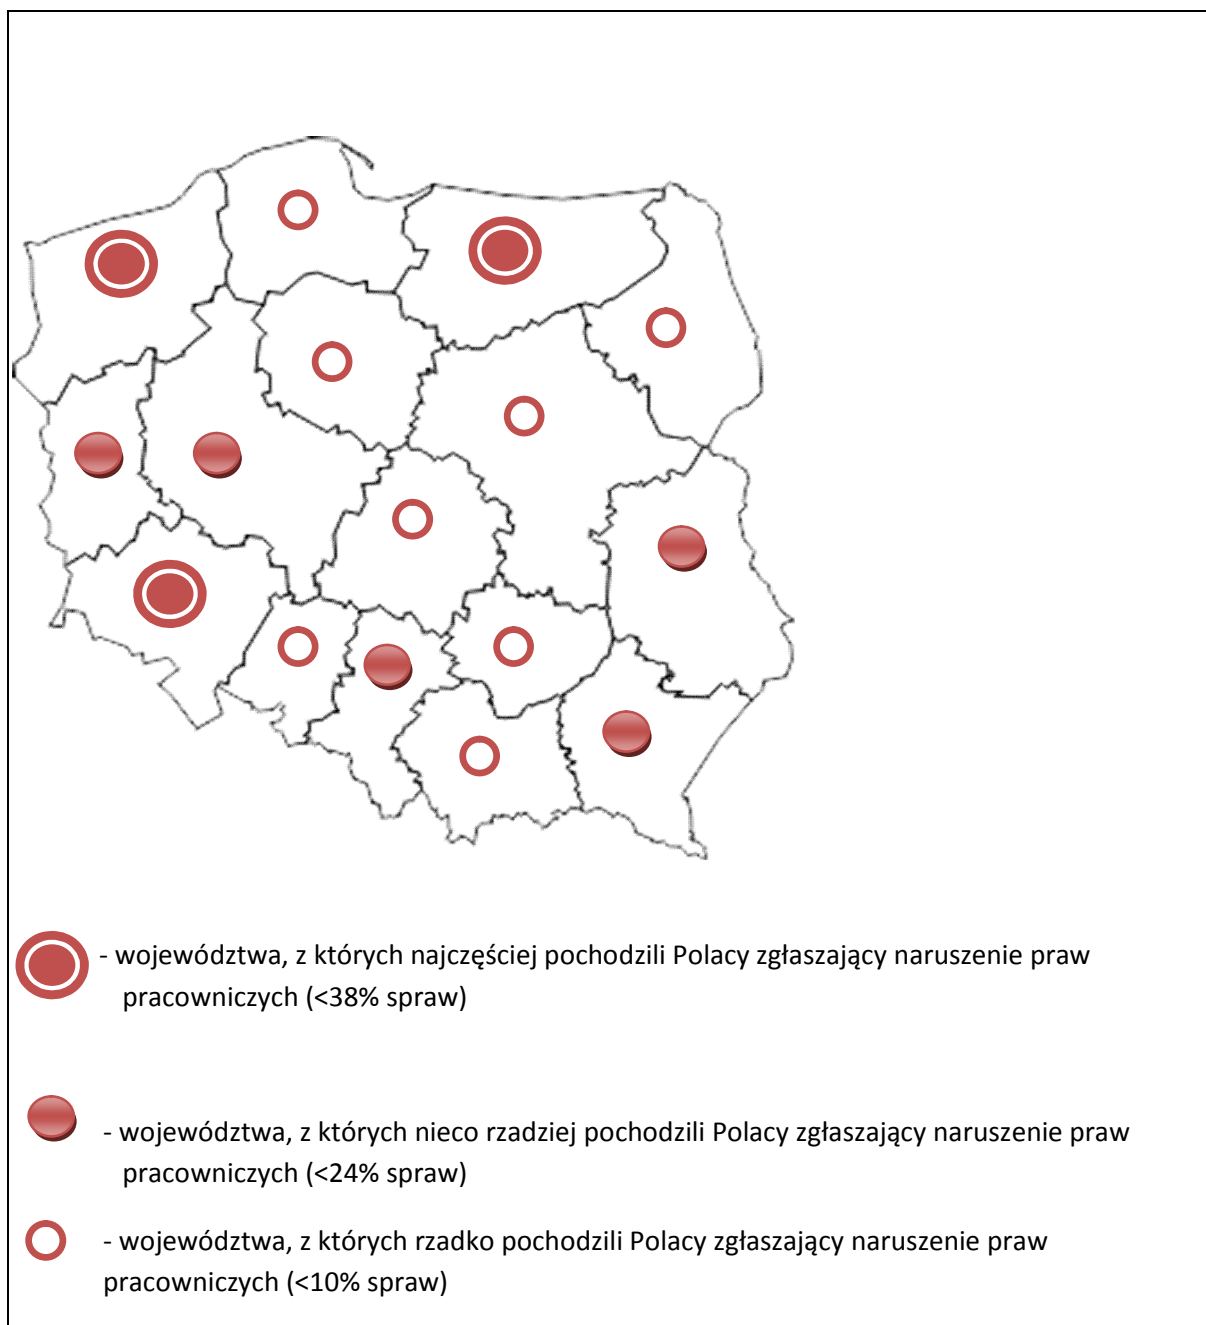 - województwa, z których najczęściej pochodzili Polacy zgłaszający naruszenie praw
pracowniczych (<38% spraw)
- województwa, z których nieco rzadziej pochodzili Polacy zgłaszający naruszenie praw
pracowniczych (<24% spraw)
- województwa, z których rzadko pochodzili Polacy zgłaszający naruszenie praw
pracowniczych (<10% spraw)